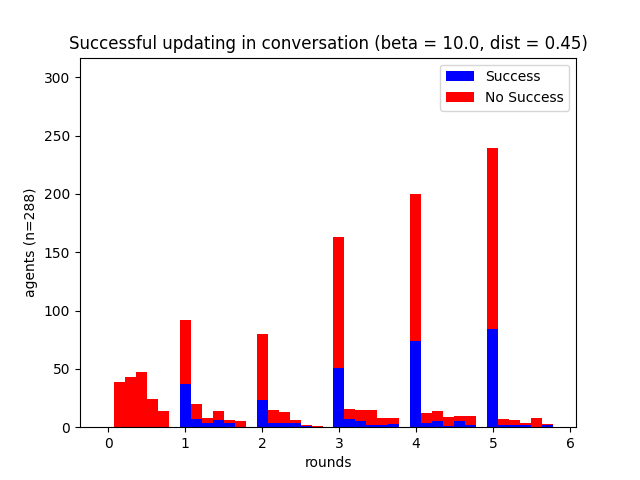 Successful updating in conversation (beta = 10.0, dist = 0.45)
300
250
200
150
100
50
0
agents (n=288)
Success
No Success
0 1 2 3 4 5 6
rounds